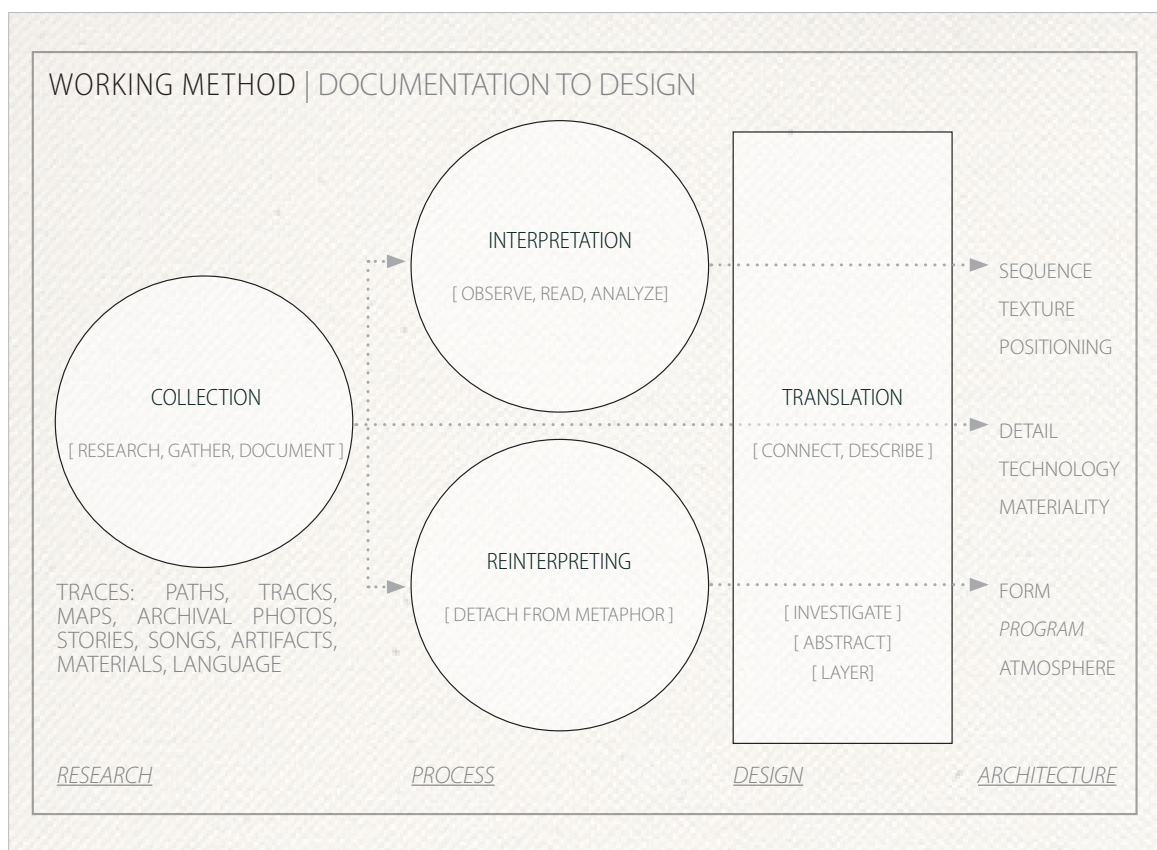 WORKING METHOD | DOCUMENTATION TO DESIGN
COLLECTION
[ RESEARCH, GATHER, DOCUMENT ]
TRACES: PATHS, TRACKS,
MAPS, ARCHIVAL PHOTOS,
STORIES, SONGS, ARTIFACTS,
MATERIALS, LANGUAGE
INTERPRETATION
[ OBSERVE, READ, ANALYZE]
REINTERPRETING
[ DETACH FROM METAPHOR ]
TRANSLATION
[ CONNECT, DESCRIBE ]
[ INVESTIGATE ]
[ ABSTRACT]
[ LAYER]
SEQUENCE
TEXTURE
POSITIONING
DETAIL
TECHNOLOGY
MATERIALITY
FORM
PROGRAM
ATMOSPHERE
RESEARCH
PROCESS
DESIGN
ARCHITECTURE